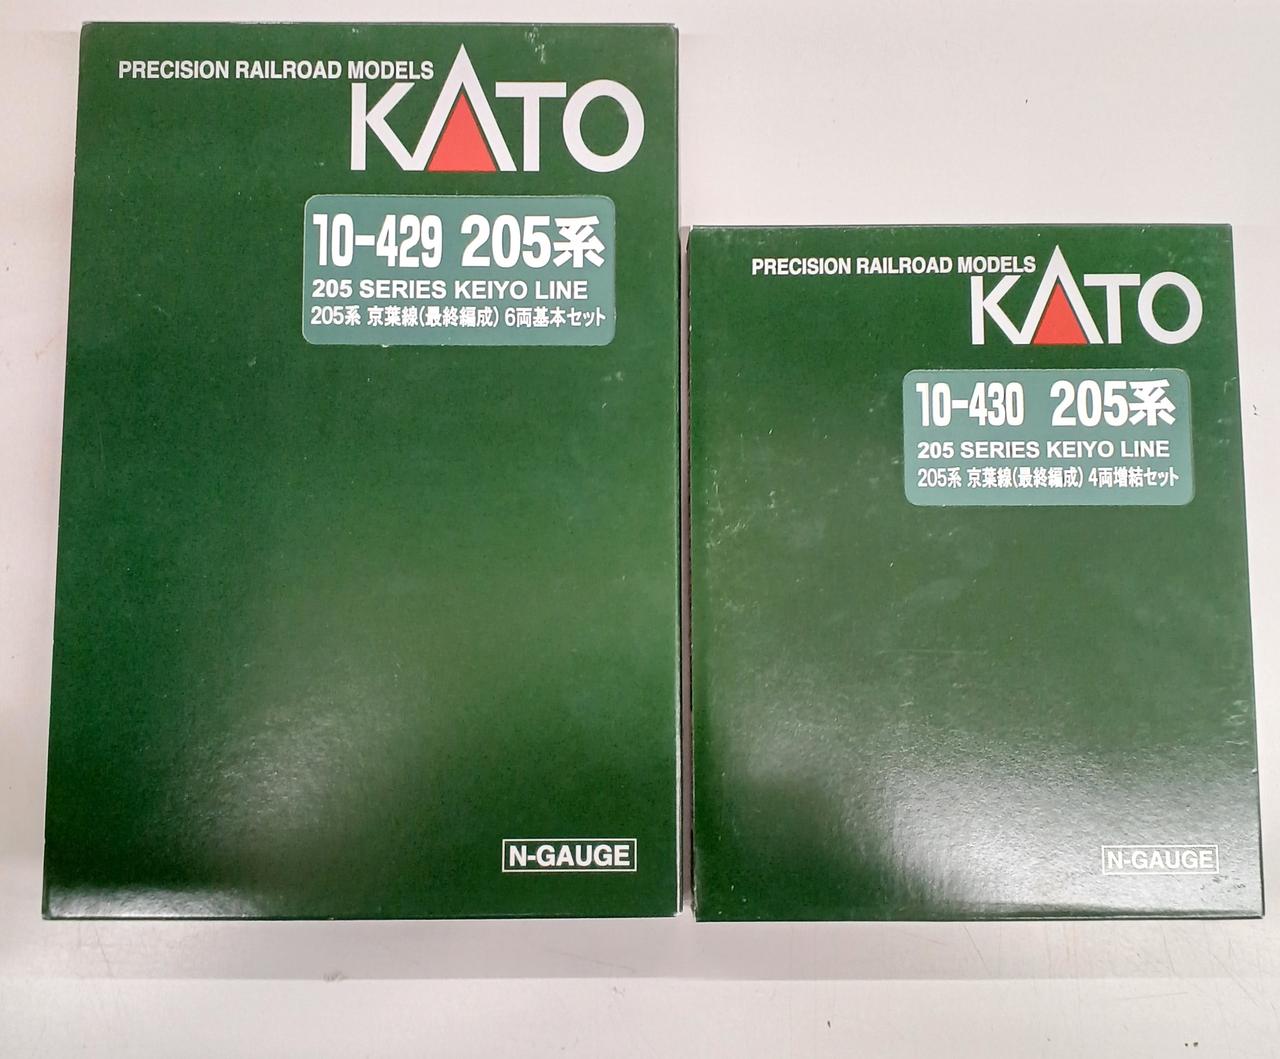 PRECISION RAILROAD MODELS
KATO
10-429 205系
205 SERIES KEIYO LINE
205系 京葉線(最終編成) 6両基本セット
N-GAUGE
PRECISION RAILROAD MODELS
KATO
10-430 205系
205 SERIES KEIYO LINE
205系 京葉線(最終編成) 4両増結セット
N-GAUGE